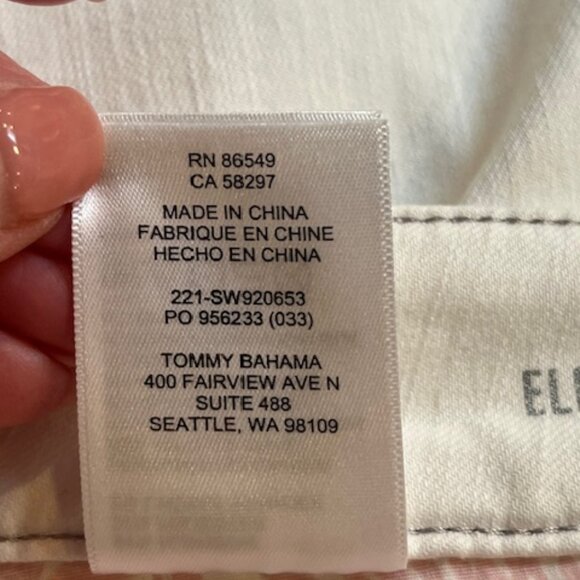 RN 86549
CA 58297
MADE IN CHINA
FABRIQUE EN CHINE
HECHO EN CHINA
221-SW920653
PO 956233 (033)
TOMMY BAHAMA
400 FAIRVIEW AVE N
SUITE 488
SEATTLE, WA 98109